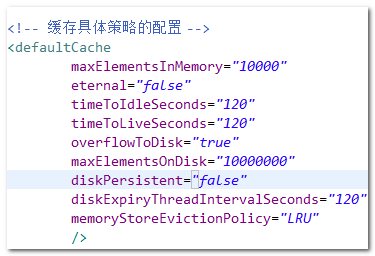 <!-- 缓存具体策略的配置 -->
<defaultCache
maxElementsInMemory="10000"
eternal="false"
timeToIdleSeconds="120"
timeToLiveSeconds="120"
overflowToDisk="true"
maxElementsOnDisk="10000000"
diskPersistent="false"
diskExpiryThreadIntervalSeconds="120"
memoryStoreEvictionPolicy="LRU"
/>